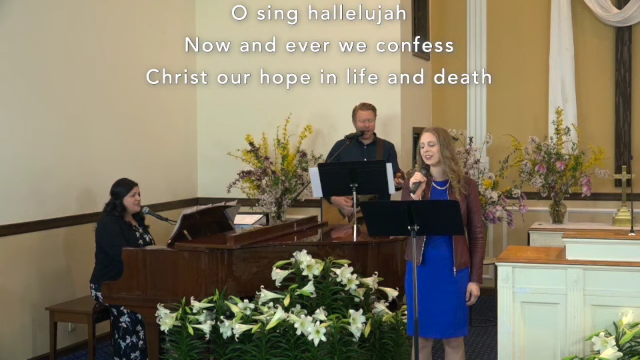 O sing hallelujah
Now and ever we confess
Christ our hope in life and death